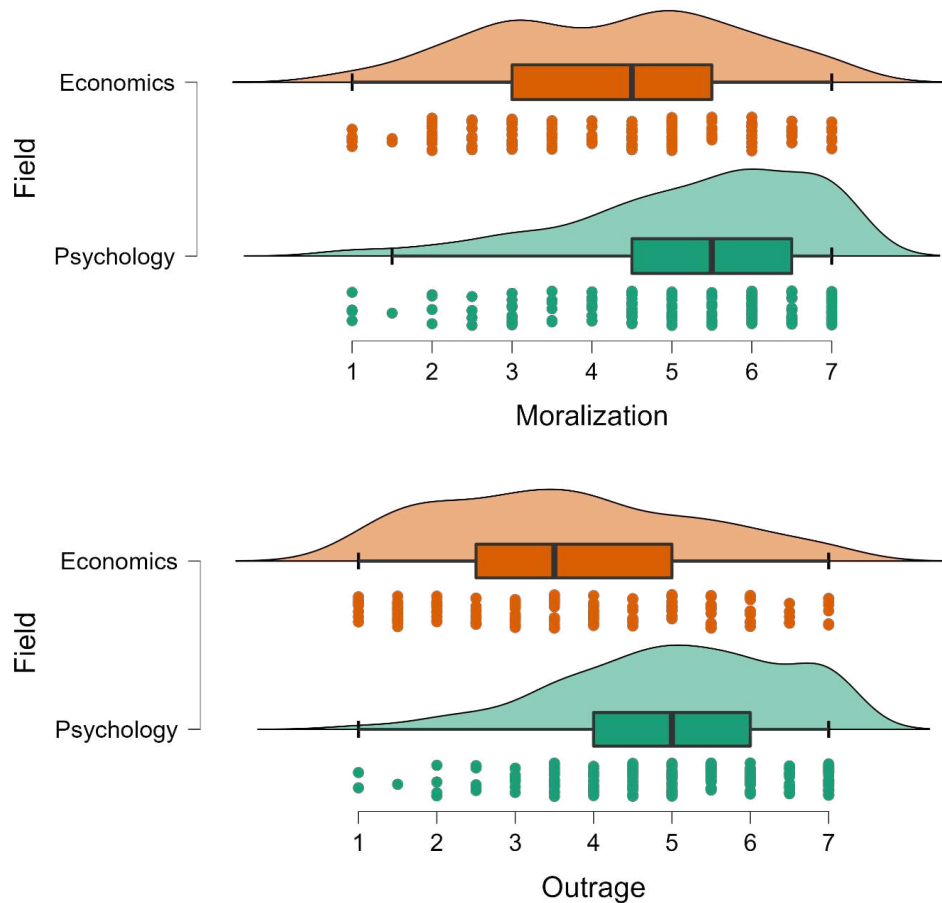 Economics
Field
Psychology
1 2 3 4 5 6 7
Moralization
Economics
Field
Psychology
1 2 3 4 5 6 7
Outrage